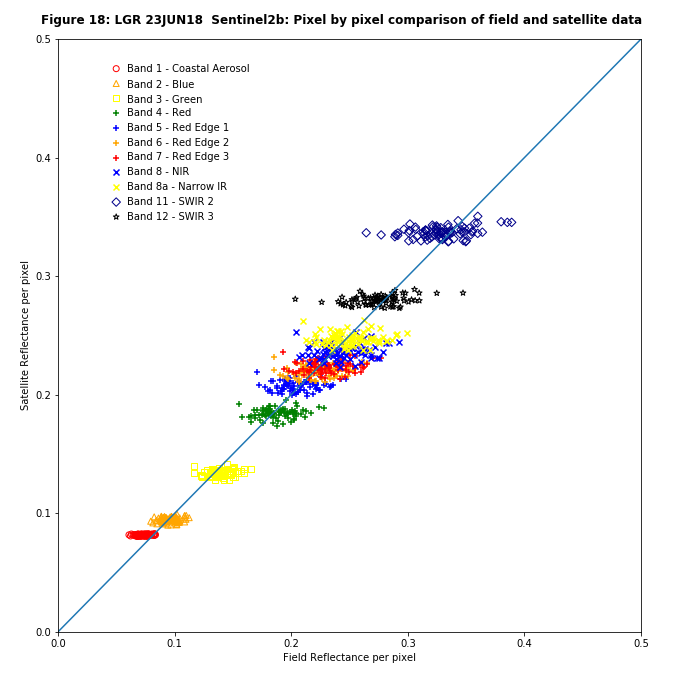 Figure 18: LGR 23JUN18  Sentinel2b: Pixel by pixel comparison of field and satellite data
0.5
Band 1 - Coastal Aerosol
Band 2 - Blue
Band 3 - Green
Band 4 - Red
Band 5 - Red Edge 1
Band 6 - Red Edge 2
Band 7 - Red Edge 3
Band 8 - NIR
Band 8a - Narrow IR
Band 11 - SWIR 2
Band 12 - SWIR 3
0.4
0.3
Satellite Reflectance per pixel
0.2
0.1
0.0
0.0 0.1 0.2 0.3 0.4 0.5
Field Reflectance per pixel